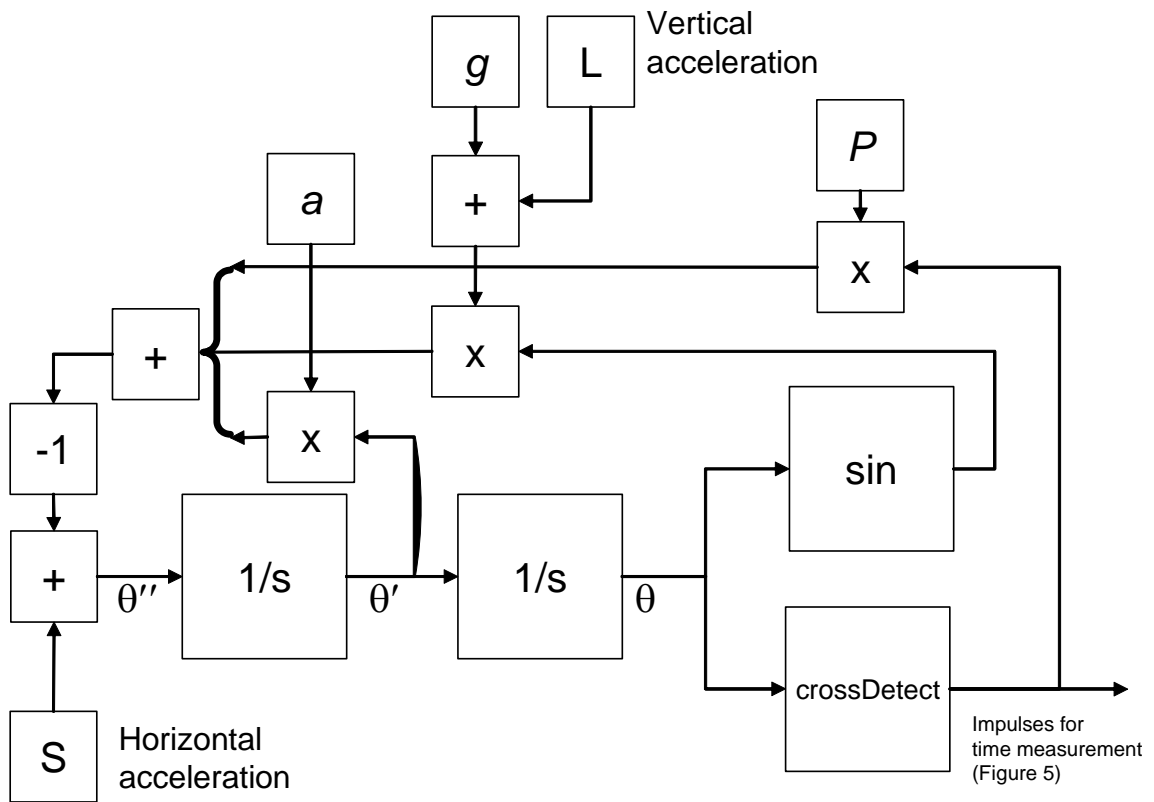 Vertical
acceleration
g
L
P
a
+
x
+
x
x
-1
sin
+
θ′′
1/s
θ′
1/s
θ
crossDetect
S
Horizontal
acceleration
Impulses for
time measurement
(Figure 5)